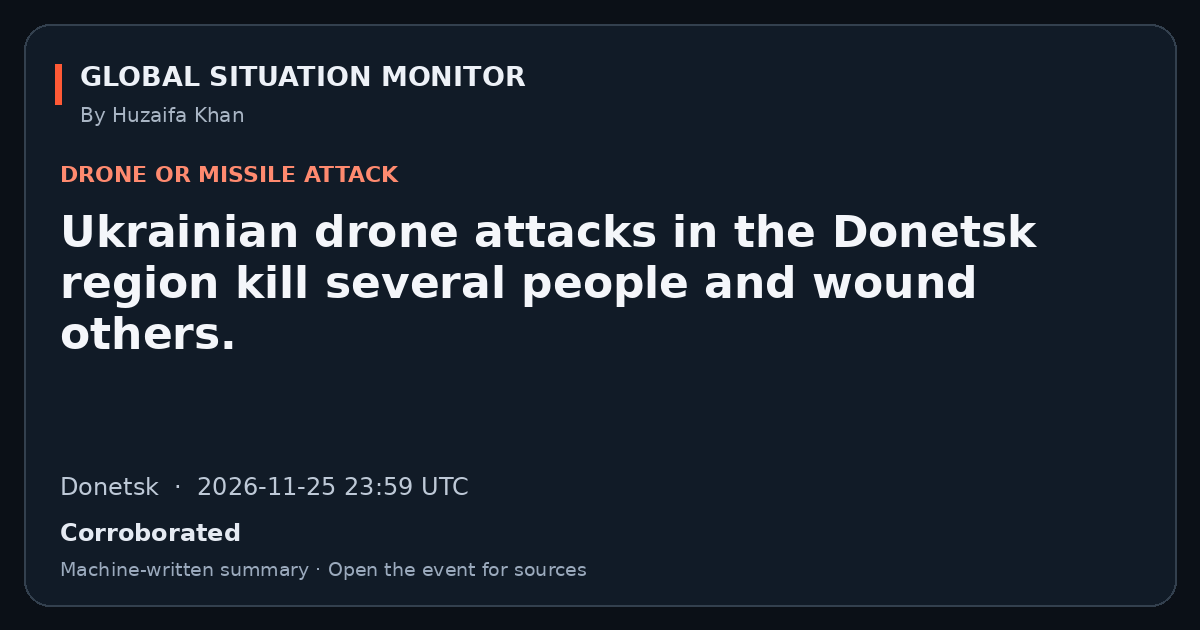 GLOBAL SITUATION MONITOR
By Huzaifa Khan
DRONE OR MISSILE ATTACK
Ukrainian drone attacks in the Donetsk
region kill several people and wound
others.
Donetsk · 2026-11-25 23:59 UTC
Corroborated
Machine-written summary · Open the event for sources